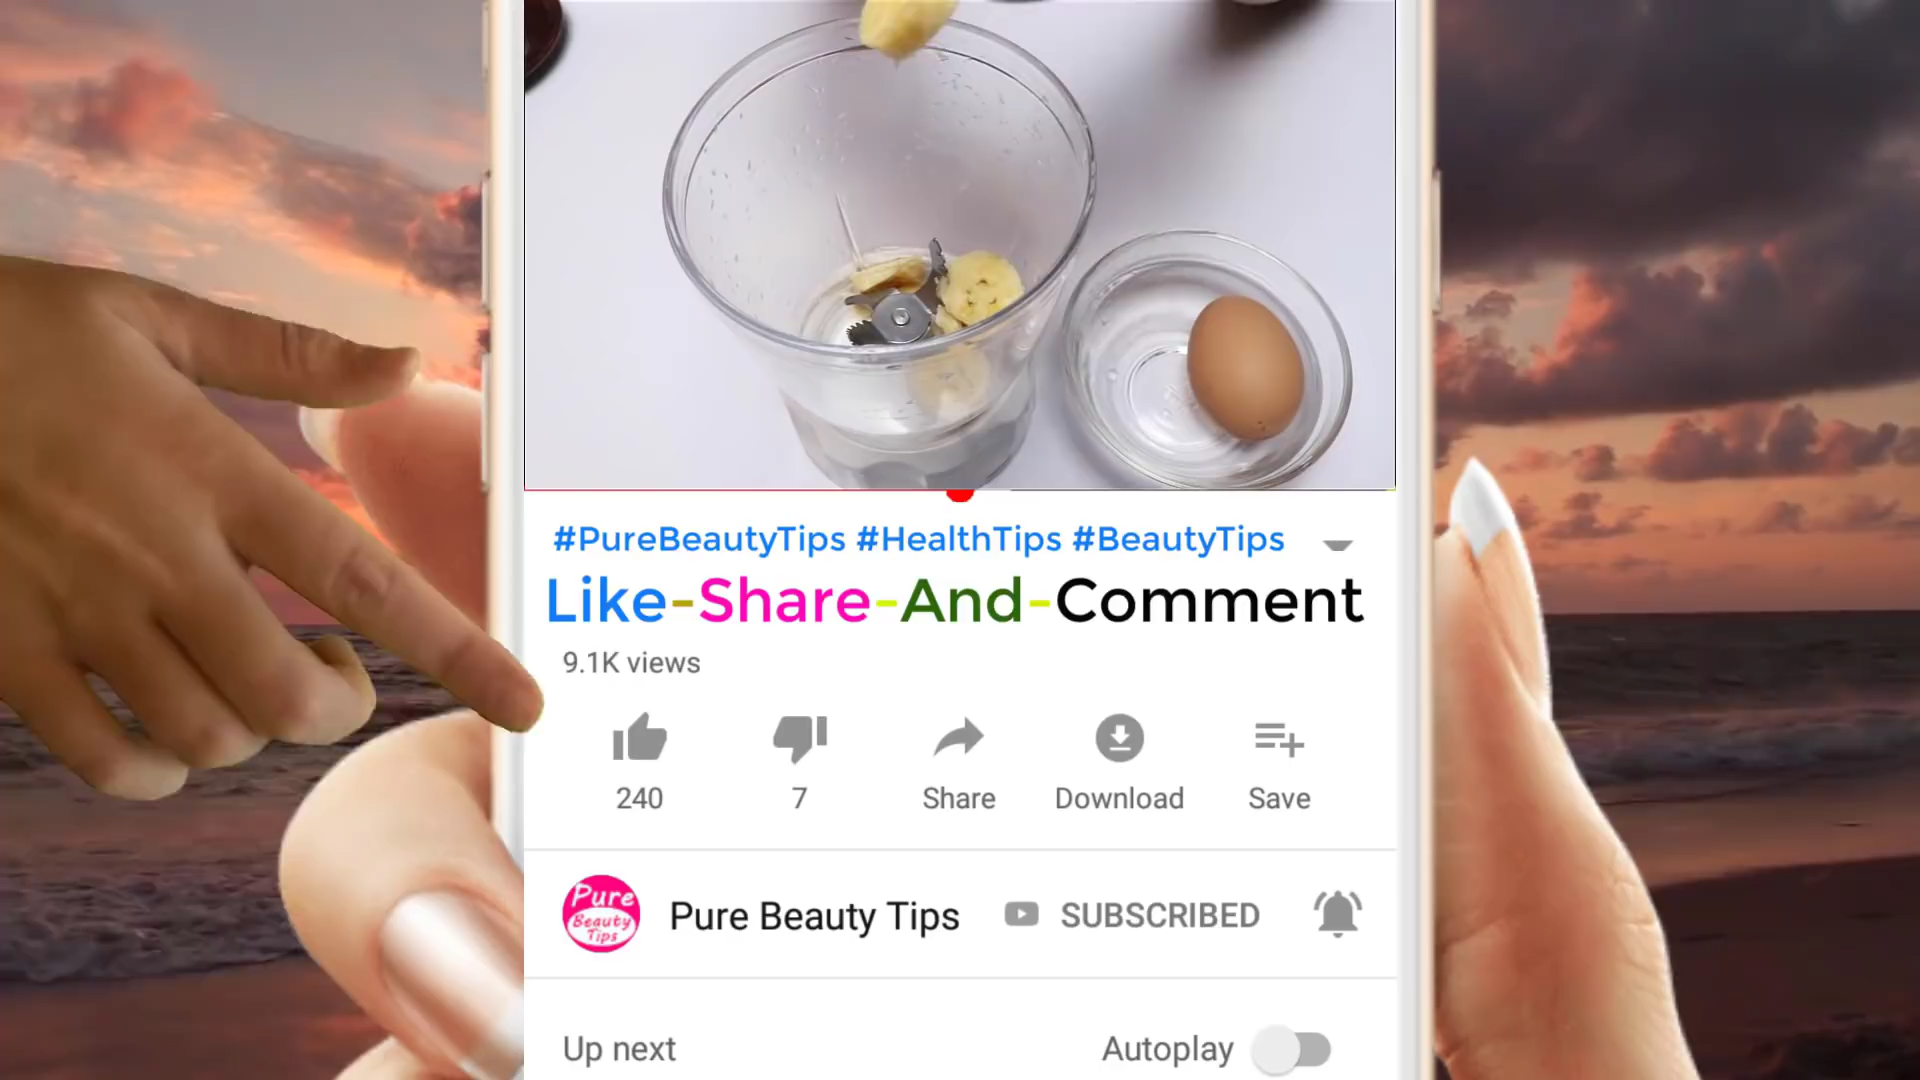 #PureBeautyTips #HealthTips #BeautyTips
Like-Share-And-Comment
9.1K views
240
7
Share
Download
Save
Pure
Beauty
Tips
Pure Beauty Tips
SUBSCRIBED
Up next
Autoplay